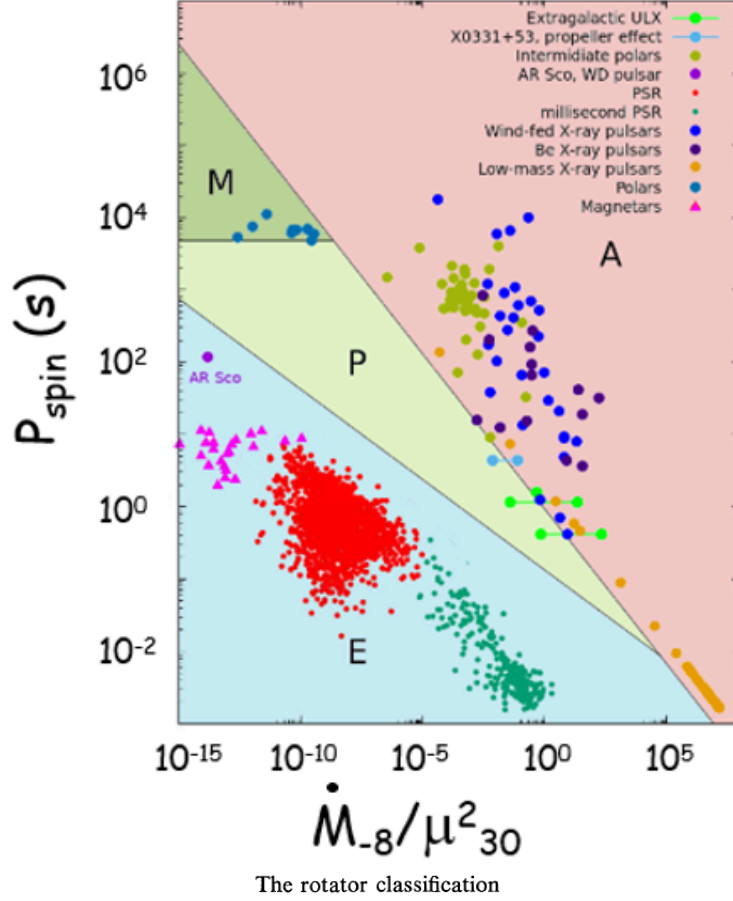 Extragalactic ULX
X0331+53, propeller effect
Intermidiate polars
AR Sco, WD pulsar
PSR
millisecond PSR
Wind-fed X-ray pulsars
Be X-ray pulsars
Low-mass X-ray pulsars
Polars
Magnetars
10⁶
M
10⁴
A
P_spin (s)
10²
P
AR Sco
10⁰
10⁻²
E
10⁻¹⁵ 10⁻¹⁰ 10⁻⁵ 10⁰ 10⁵
Ṁ₋₈/μ²₃₀
The rotator classification